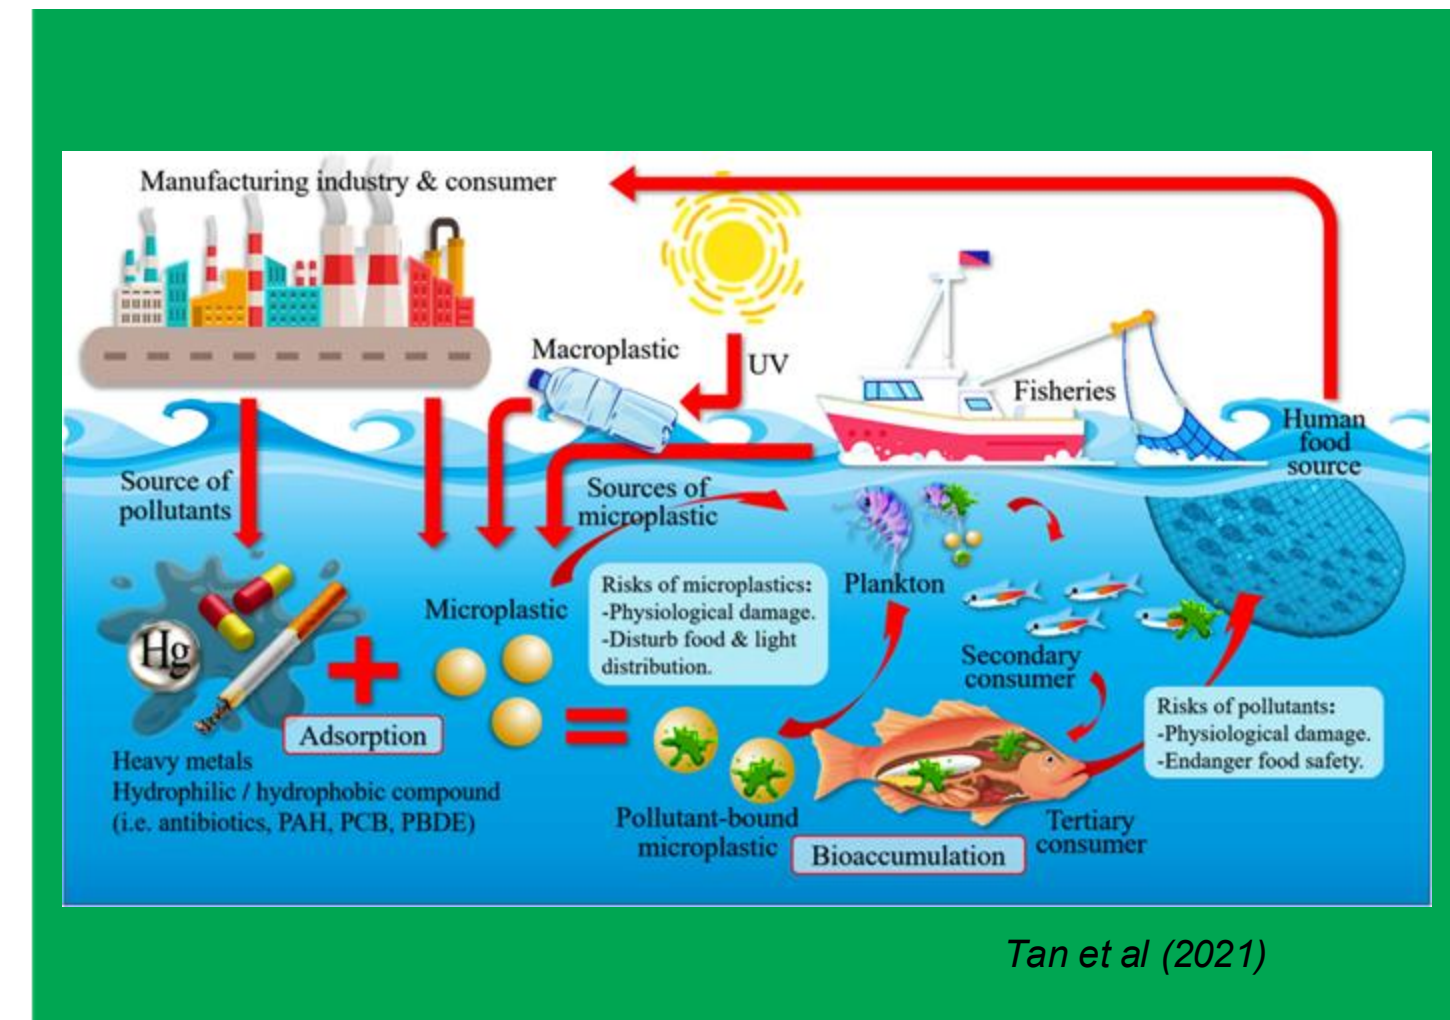 Manufacturing industry & consumer
Macroplastic
UV
Fisheries
Human
food
source
Source of
pollutants
Sources of
microplastic
Hg
Microplastic
Risks of microplastics:
-Physiological damage.
-Disturb food & light
distribution.
Plankton
Secondary
consumer
Adsorption
Heavy metals
Hydrophilic / hydrophobic compound
(i.e. antibiotics, PAH, PCB, PBDE)
Pollutant-bound
microplastic
Bioaccumulation
Tertiary
consumer
Risks of pollutants:
-Physiological damage.
-Endanger food safety.
Tan et al (2021)